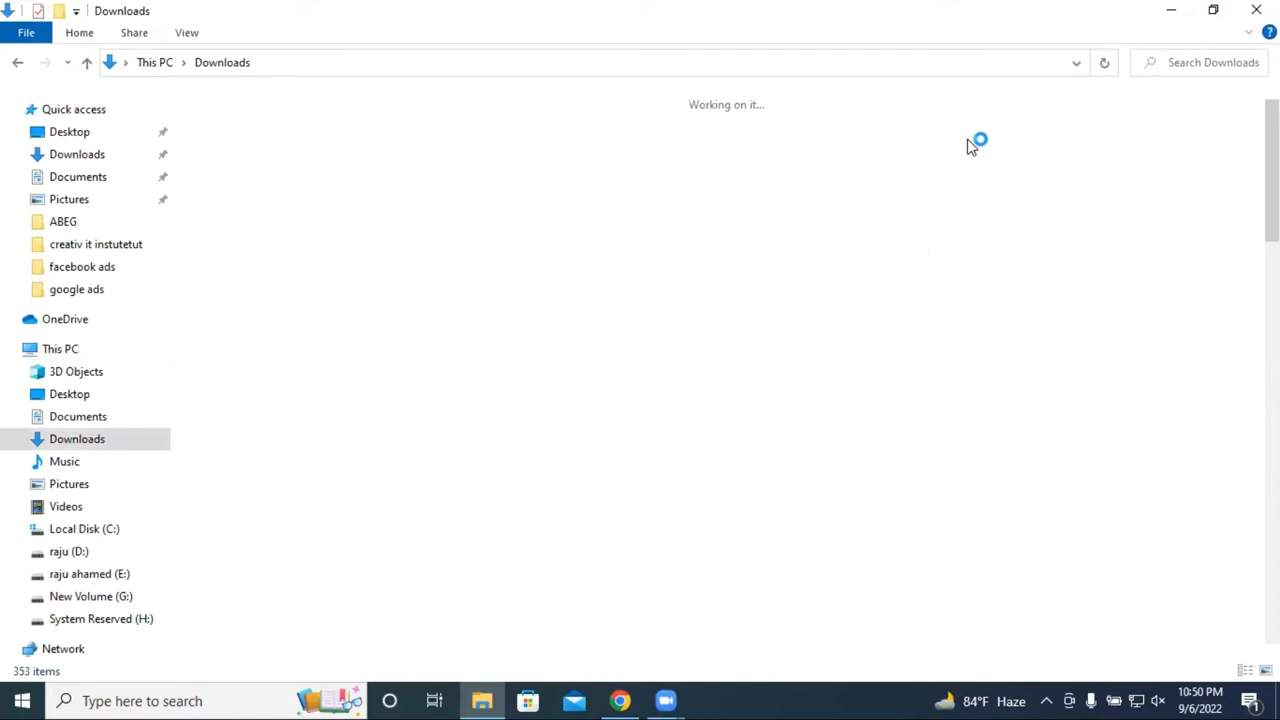 Downloads
File Home Share View
This PC Downloads
Search Downloads
Working on it...
Quick access
Desktop
Downloads
Documents
Pictures
ABEG
creativ it instutetut
facebook ads
google ads
OneDrive
This PC
3D Objects
Desktop
Documents
Downloads
Music
Pictures
Videos
Local Disk (C:)
raju (D:)
raju ahamed (E:)
New Volume (G:)
System Reserved (H:)
Network
353 items
Type here to search
84°F Haze
10:50 PM
9/6/2022
1